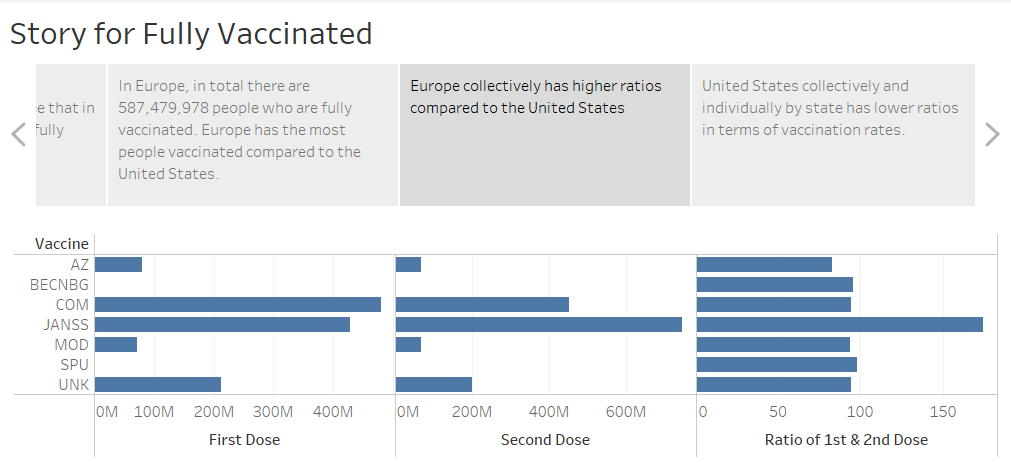 Story for Fully Vaccinated
e that in
fully
In Europe, in total there are
587,479,978 people who are fully
vaccinated. Europe has the most
people vaccinated compared to the
United States.
Europe collectively has higher ratios
compared to the United States
United States collectively and
individually by state has lower ratios
in terms of vaccination rates.
Vaccine
AZ
BECNBG
COM
JANSS
MOD
SPU
UNK
0M 100M 200M 300M 400M
0M 200M 400M 600M
0 50 100 150
First Dose
Second Dose
Ratio of 1st & 2nd Dose